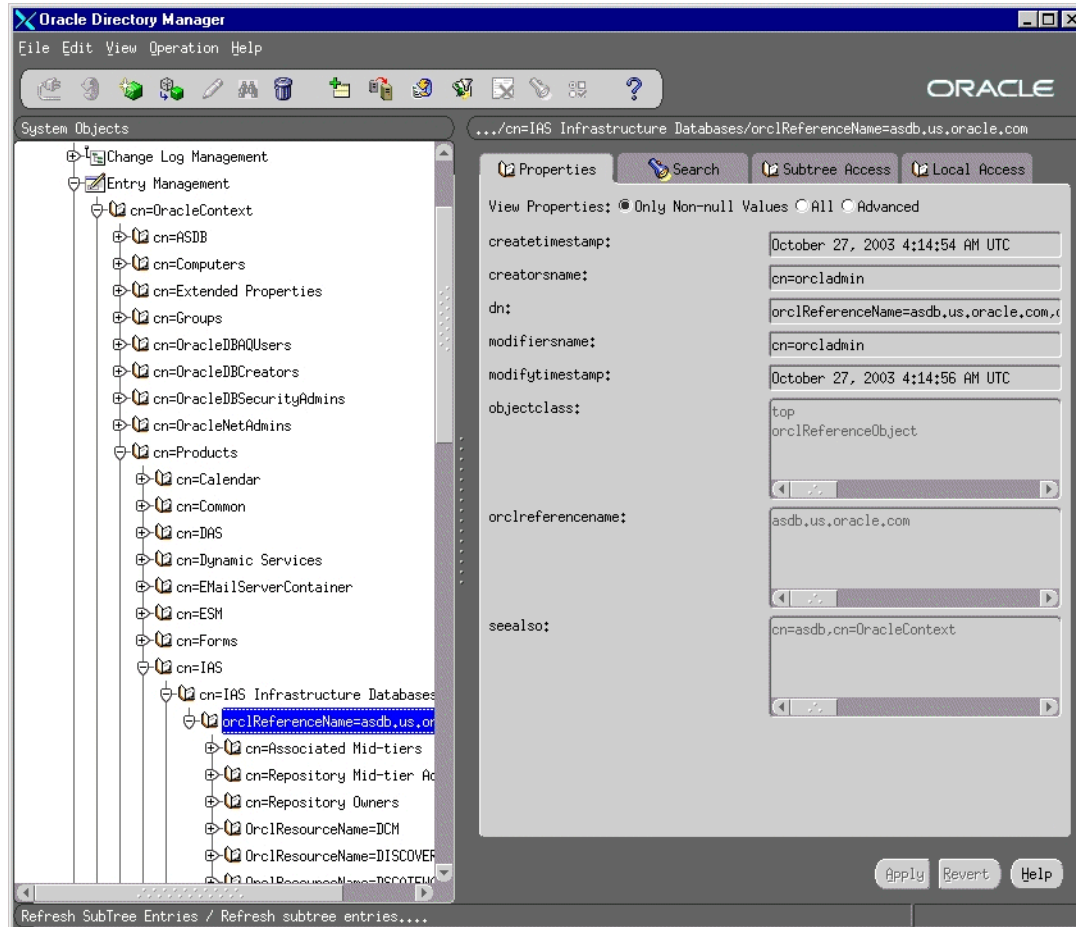 Oracle Directory Manager
File Edit View Operation Help
ORACLE
System Objects
.../cn=IAS Infrastructure Databases/orclReferenceName=asdb.us.oracle.com
Change Log Management
Entry Management
cn=OracleContext
cn=ASDB
cn=Computers
cn=Extended Properties
cn=Groups
cn=OracleDBAQUsers
cn=OracleDBCreators
cn=OracleDBSecurityAdmins
cn=OracleNetAdmins
cn=Products
cn=Calendar
cn=Common
cn=DAS
cn=Dynamic Services
cn=EMailServerContainer
cn=ESM
cn=Forms
cn=IAS
cn=IAS Infrastructure Databases
orclReferenceName=asdb.us.or
cn=Associated Mid-tiers
cn=Repository Mid-tier Ac
cn=Repository Owners
OrclResourceName=DCM
OrclResourceName=DISCOVER
Properties Search Subtree Access Local Access
View Properties: Only Non-null Values All Advanced
createtimestamp: October 27, 2003 4:14:54 AM UTC
creatorsname: cn=orcladmin
dn: orclReferenceName=asdb.us.oracle.com,c
modifiersname: cn=orcladmin
modifytimestamp: October 27, 2003 4:14:56 AM UTC
objectclass: top
orclReferenceObject
orclreferencename: asdb.us.oracle.com
seealso: cn=asdb,cn=OracleContext
Apply Revert Help
Refresh SubTree Entries / Refresh subtree entries....